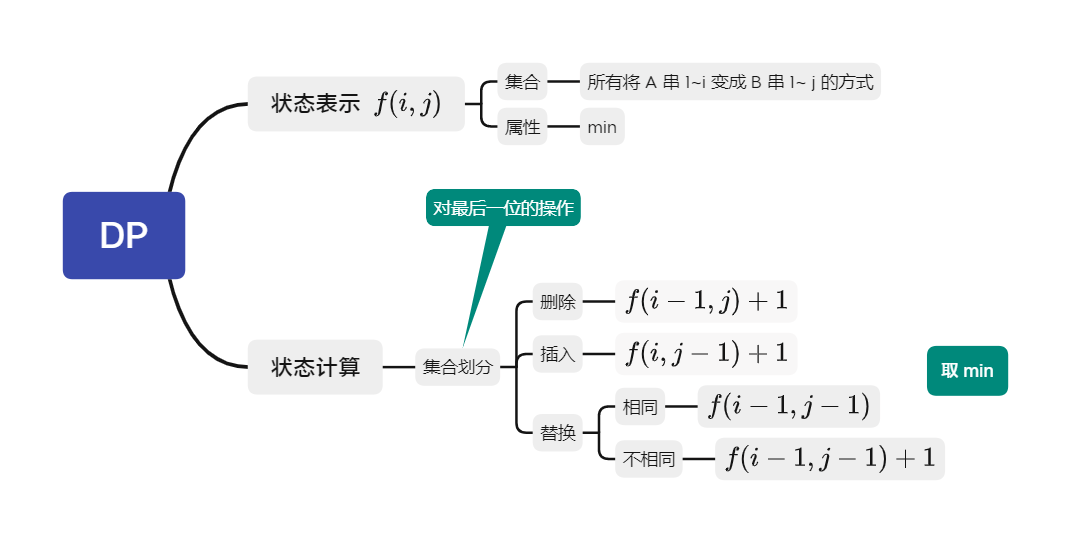 DP
状态表示 f(i, j)
集合
所有将 A 串 1~i 变成 B 串 1~ j 的方式
属性
min
对最后一位的操作
状态计算
集合划分
删除
f(i − 1, j) + 1
插入
f(i, j − 1) + 1
替换
相同
f(i − 1, j − 1)
不相同
f(i − 1, j − 1) + 1
取 min